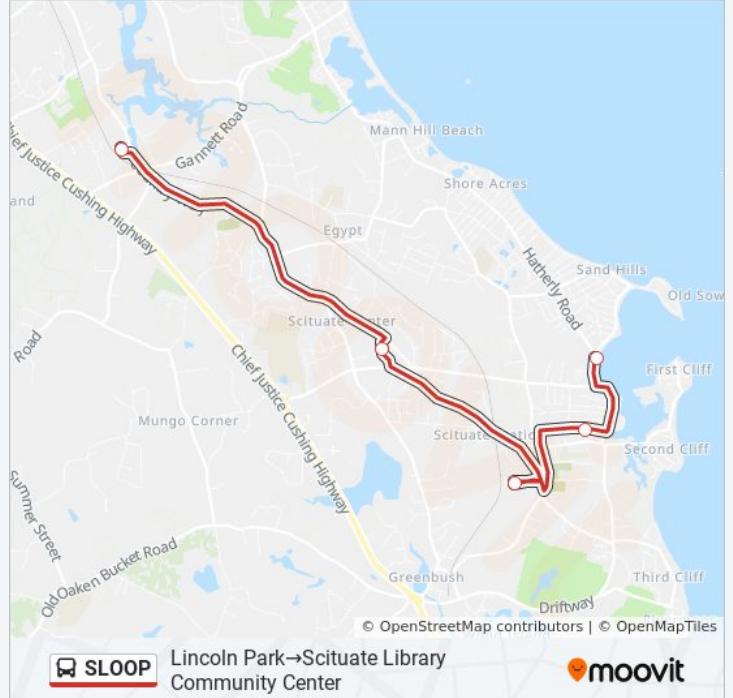 Mann Hill Beach
Gannett Road
Shore Acres
Chief Justice Cushing Highway
Egypt
Hatherly Road
Sand Hills
Old Sow
Scituate Center
Road
First Cliff
Chief Justice Cushing Highway
Mungo Corner
Second Cliff
Summer Street
Old Oaken Bucket Road
Greenbush
Third Cliff
Driftway
© OpenStreetMap contributors | © OpenMapTiles
SLOOP
Lincoln Park→Scituate Library
Community Center
moovit